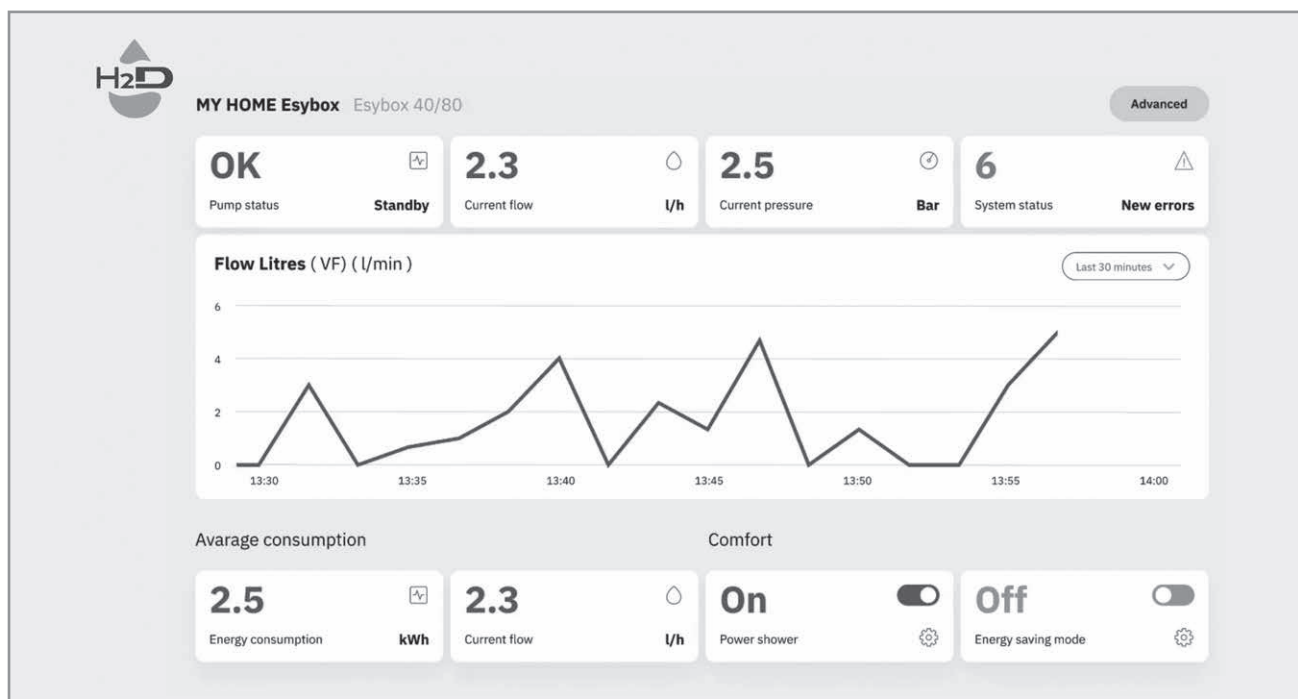 H2D
MY HOME Esybox Esybox 40/80
Advanced
OK
Pump status Standby
2.3
Current flow l/h
2.5
Current pressure Bar
6
System status New errors
Flow Litres ( VF) ( l/min )
Last 30 minutes
6
4
2
0
13:30 13:35 13:40 13:45 13:50 13:55 14:00
Avarage consumption
2.5
Energy consumption kWh
2.3
Current flow l/h
Comfort
On
Power shower
Off
Energy saving mode